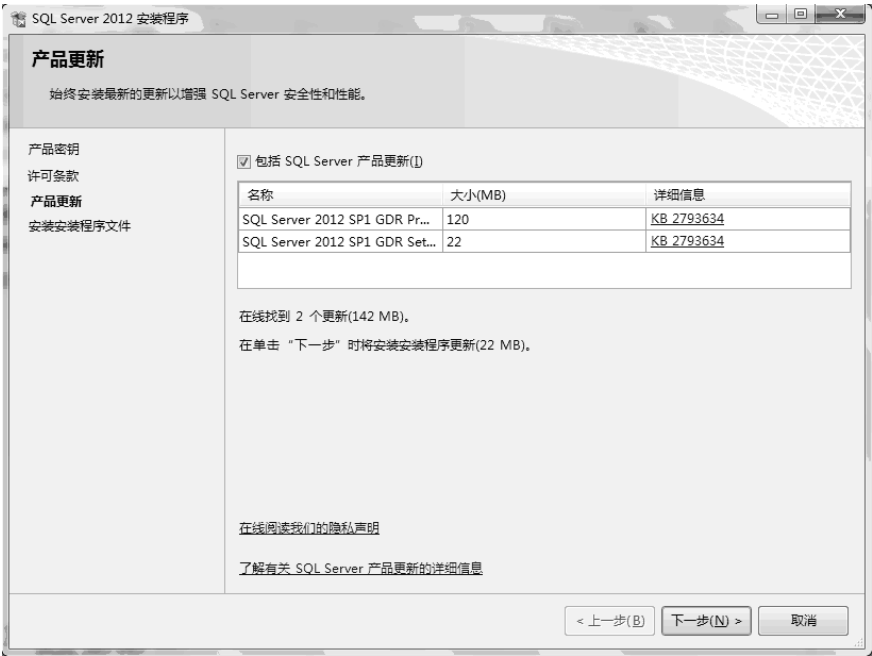 SQL Server 2012 安装程序
产品更新
始终安装最新的更新以增强 SQL Server 安全性和性能。
产品密钥
许可条款
产品更新
安装安装程序文件
包括 SQL Server 产品更新(I)
名称 大小(MB) 详细信息
SQL Server 2012 SP1 GDR Pr... 120 KB 2793634
SQL Server 2012 SP1 GDR Set... 22 KB 2793634
在线找到 2 个更新(142 MB)。
在单击“下一步”时将安装安装程序更新(22 MB)。
在线阅读我们的隐私声明
了解有关 SQL Server 产品更新的详细信息
< 上一步(B) 下一步(N) > 取消